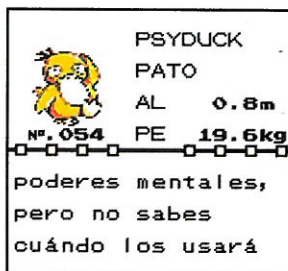 PSYDUCK
PATO
AL 0.8m
Nº.054 PE 19.6kg
poderes mentales,
pero no sabes
cuándo los usará